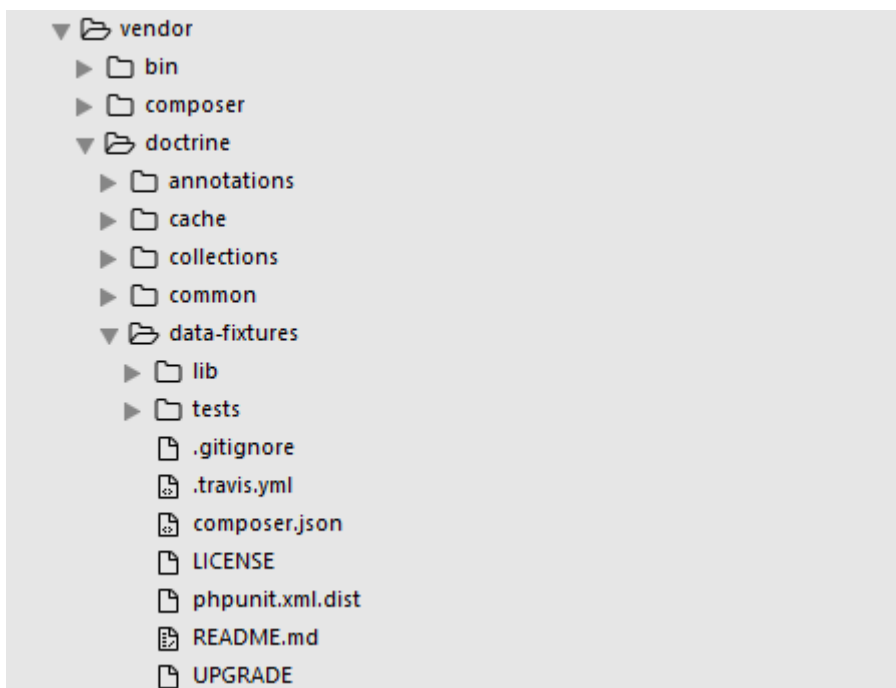 vendor
bin
composer
doctrine
annotations
cache
collections
common
data-fixtures
lib
tests
.gitignore
.travis.yml
composer.json
LICENSE
phpunit.xml.dist
README.md
UPGRADE